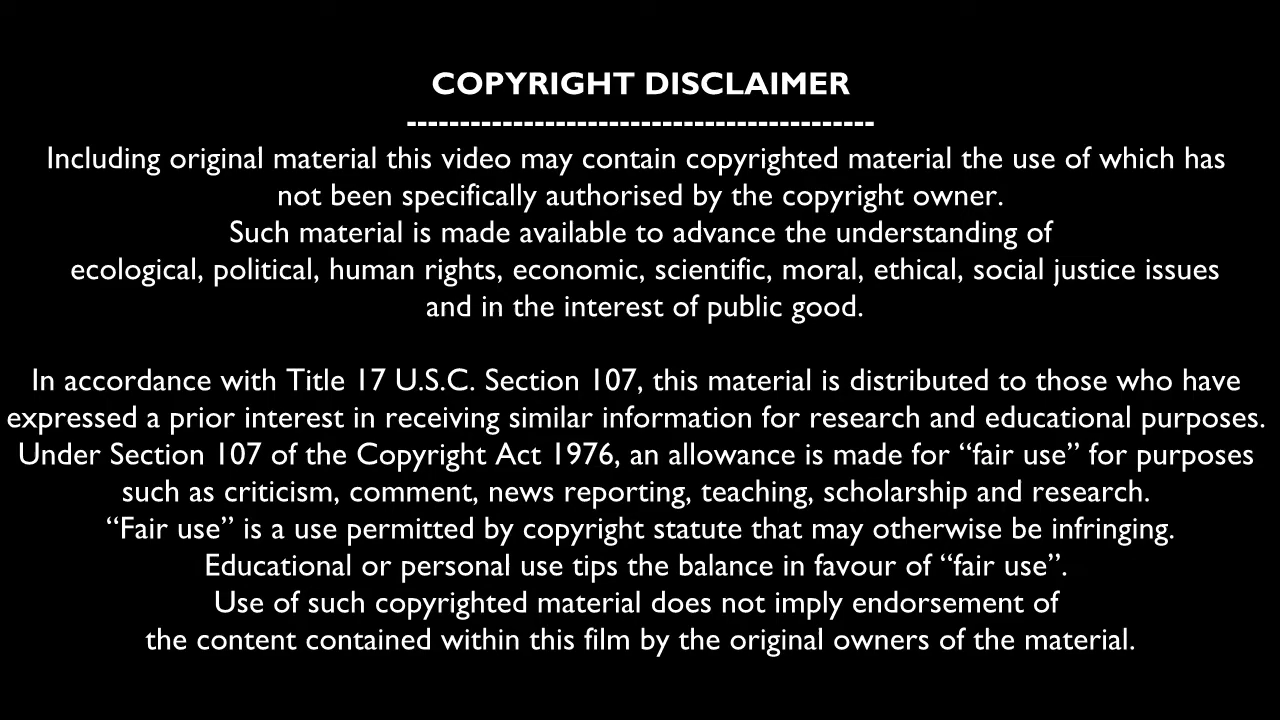 COPYRIGHT DISCLAIMER
--------------------------------------------
Including original material this video may contain copyrighted material the use of which has
not been specifically authorised by the copyright owner.
Such material is made available to advance the understanding of
ecological, political, human rights, economic, scientific, moral, ethical, social justice issues
and in the interest of public good.
In accordance with Title 17 U.S.C. Section 107, this material is distributed to those who have
expressed a prior interest in receiving similar information for research and educational purposes.
Under Section 107 of the Copyright Act 1976, an allowance is made for “fair use” for purposes
such as criticism, comment, news reporting, teaching, scholarship and research.
“Fair use” is a use permitted by copyright statute that may otherwise be infringing.
Educational or personal use tips the balance in favour of “fair use”.
Use of such copyrighted material does not imply endorsement of
the content contained within this film by the original owners of the material.